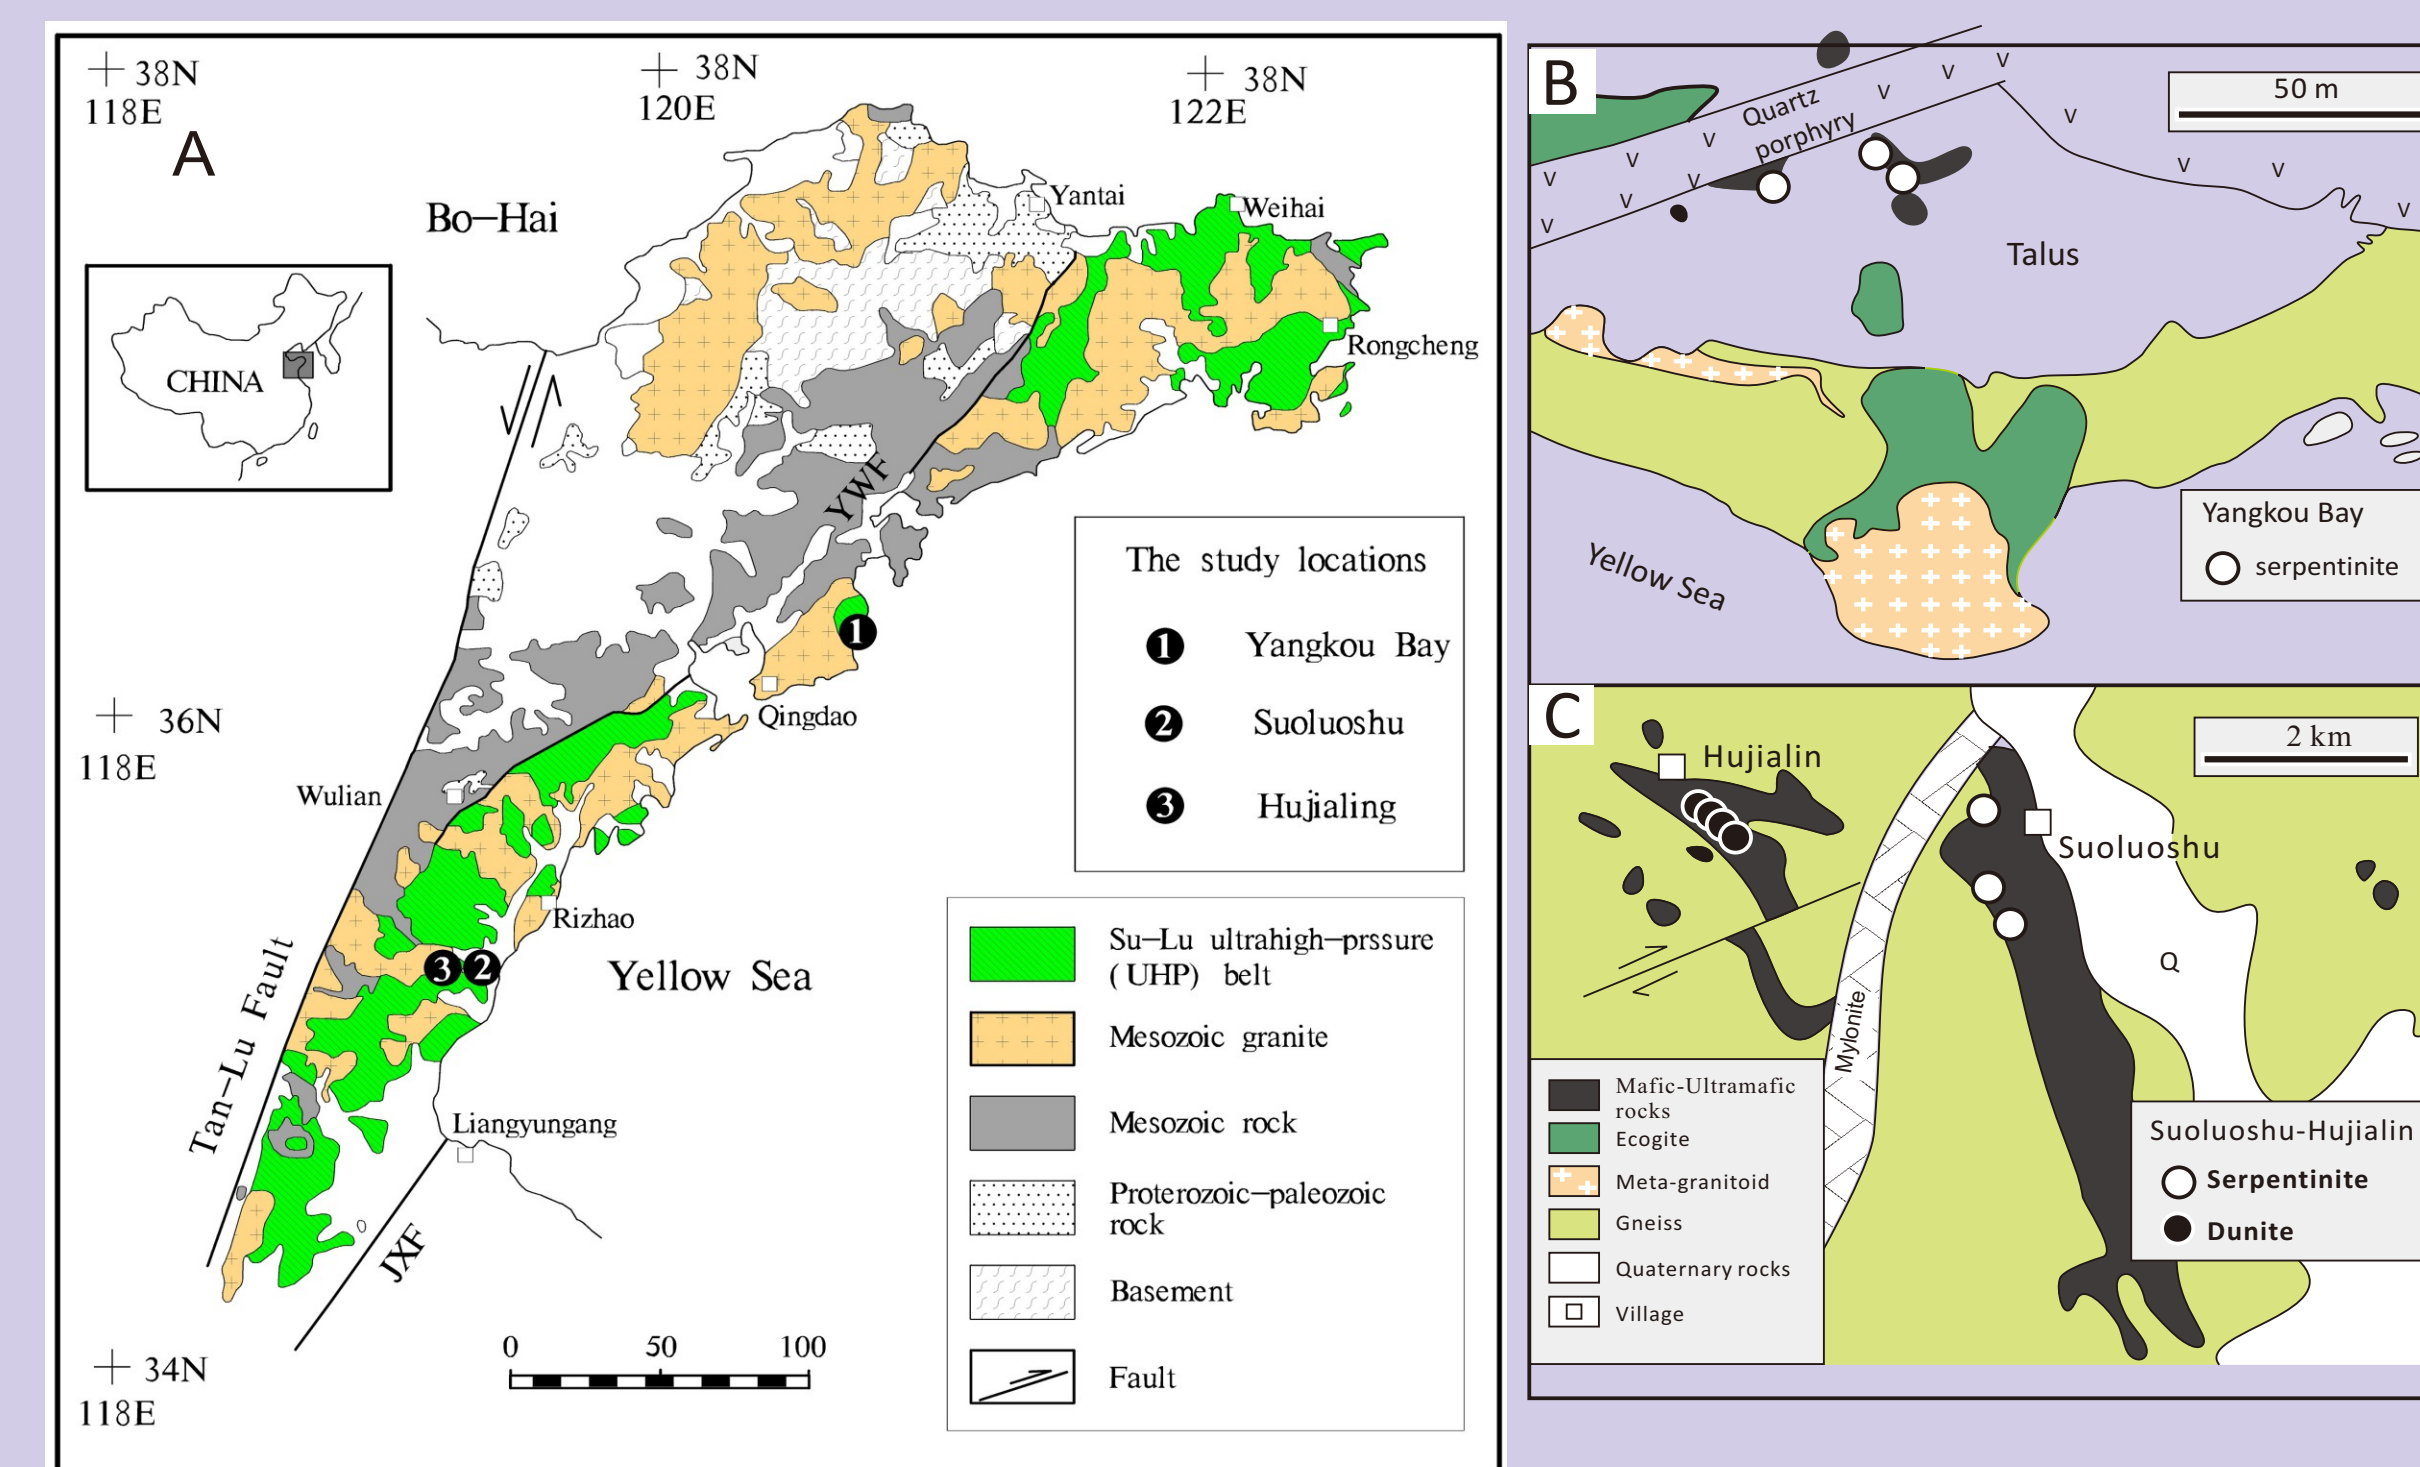 38N
118E
38N
120E
38N
122E
A
Bo-Hai
Yantai
Weihai
Rongcheng
CHINA
YWF
The study locations
1 Yangkou Bay
2 Suoluoshu
3 Hujialing
1
Qingdao
36N
118E
Wulian
Rizhao
3 2
Yellow Sea
Tan-Lu Fault
Liangyungang
JXF
34N
118E
0 50 100
Su-Lu ultrahigh-prssure
(UHP) belt
Mesozoic granite
Mesozoic rock
Proterozoic-paleozoic
rock
Basement
Fault
B
Quartz
porphyry
v v v v v v v v v v v v v v
50 m
Talus
Yellow Sea
Yangkou Bay
serpentinite
C
Hujialin
2 km
Suoluoshu
Q
Mylonite
Mafic-Ultramafic
rocks
Ecogite
Meta-granitoid
Gneiss
Quaternary rocks
Village
Suoluoshu-Hujialin
Serpentinite
Dunite